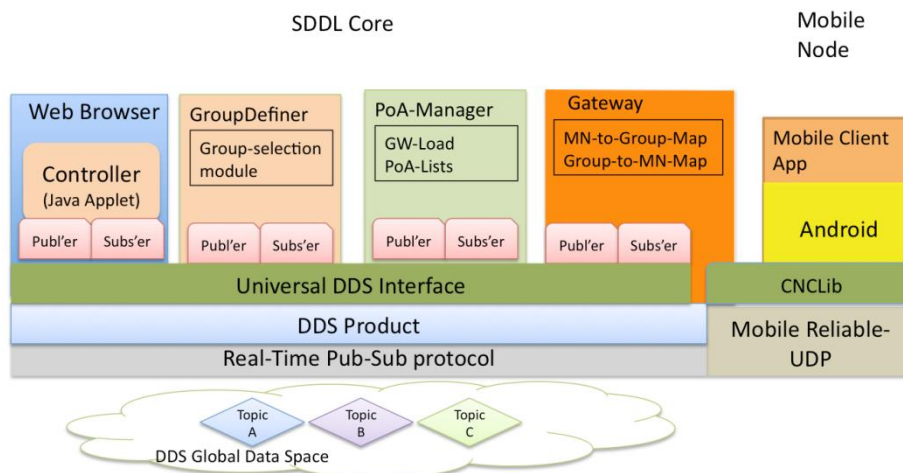 SDDL Core
Mobile
Node
Web Browser
Controller
(Java Applet)
Publ'er
Subs'er
GroupDefiner
Group-selection
module
Publ'er
Subs'er
PoA-Manager
GW-Load
PoA-Lists
Publ'er
Subs'er
Gateway
MN-to-Group-Map
Group-to-MN-Map
Publ'er
Subs'er
Mobile Client
App
Android
Universal DDS Interface
CNCLib
DDS Product
Mobile Reliable-
UDP
Real-Time Pub-Sub protocol
Topic
A
Topic
B
Topic
C
DDS Global Data Space